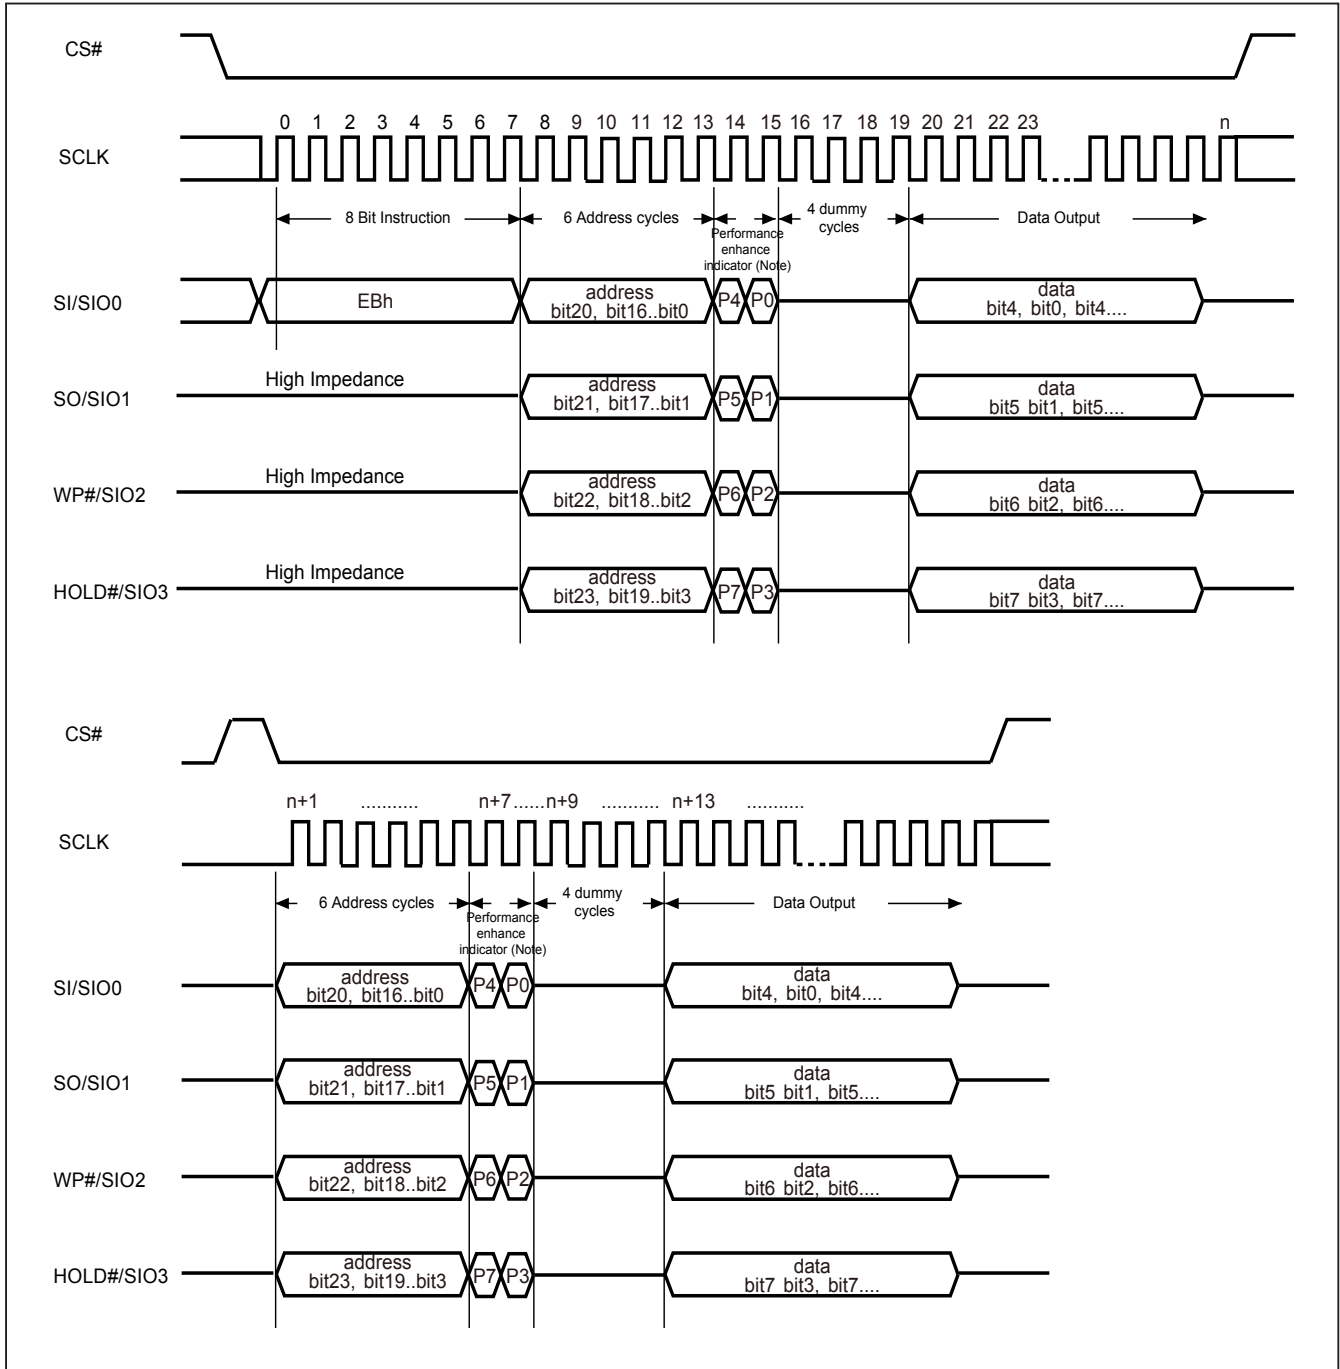 CS#
0 1 2 3 4 5 6 7 8 9 10 11 12 13 14 15 16 17 18 19 20 21 22 23 n
SCLK
8 Bit Instruction 6 Address cycles 4 dummy cycles Data Output
Performance enhance indicator (Note)
SI/SIO0 EBh address bit20, bit16..bit0 P4 P0 data bit4, bit0, bit4....
SO/SIO1 High Impedance address bit21, bit17..bit1 P5 P1 data bit5 bit1, bit5....
WP#/SIO2 High Impedance address bit22, bit18..bit2 P6 P2 data bit6 bit2, bit6....
HOLD#/SIO3 High Impedance address bit23, bit19..bit3 P7 P3 data bit7 bit3, bit7....
CS#
n+1 ........... n+7......n+9 ........... n+13 ...........
SCLK
6 Address cycles 4 dummy cycles Data Output
Performance enhance indicator (Note)
SI/SIO0 address bit20, bit16..bit0 P4 P0 data bit4, bit0, bit4....
SO/SIO1 address bit21, bit17..bit1 P5 P1 data bit5 bit1, bit5....
WP#/SIO2 address bit22, bit18..bit2 P6 P2 data bit6 bit2, bit6....
HOLD#/SIO3 address bit23, bit19..bit3 P7 P3 data bit7 bit3, bit7....